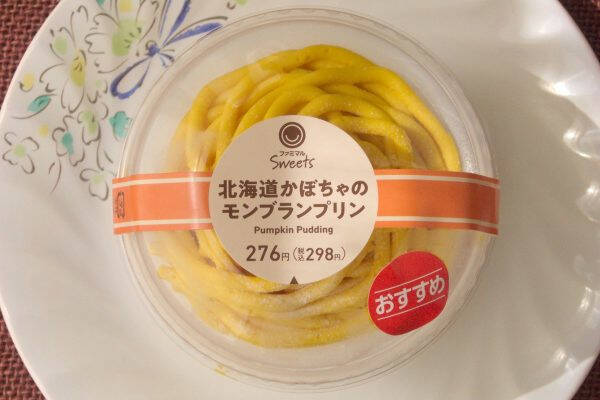 ファミマル
Sweets
北海道かぼちゃの
モンブランプリン
Pumpkin Pudding
276円(税込298円)
おすすめ